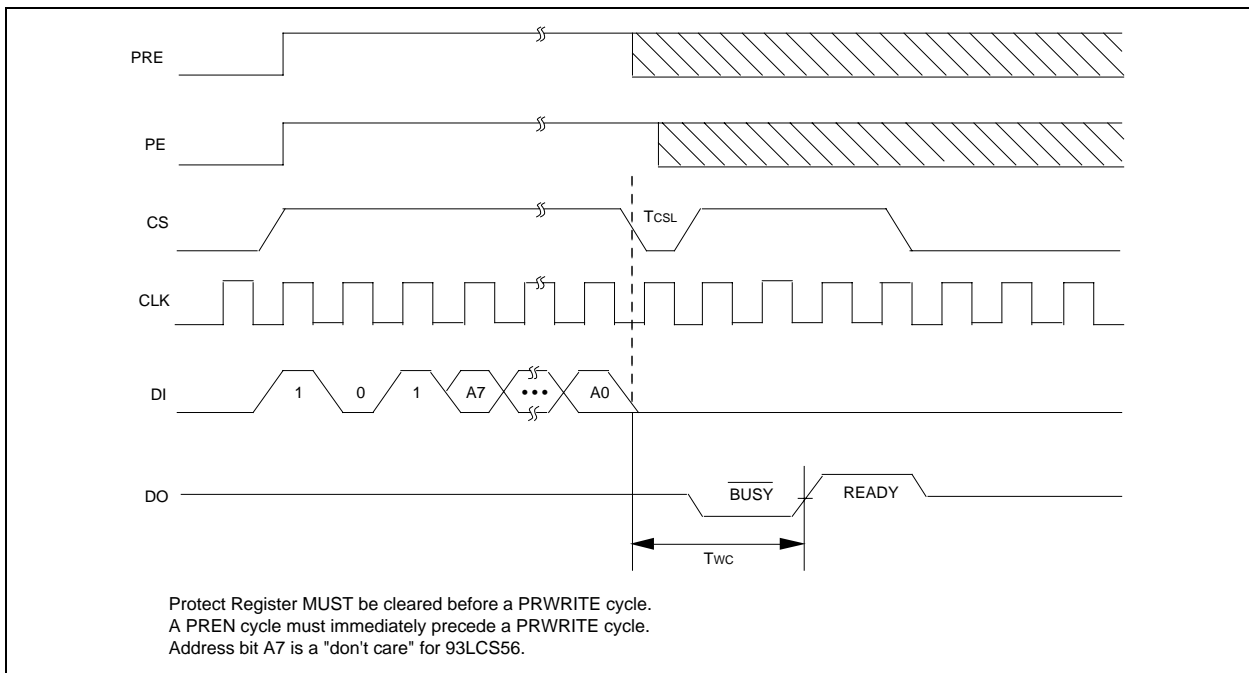 PRE
PE
CS
TCSL
CLK
DI
1 0 1 A7 ••• A0
DO
BUSY READY
TWC
Protect Register MUST be cleared before a PRWRITE cycle.
A PREN cycle must immediately precede a PRWRITE cycle.
Address bit A7 is a "don't care" for 93LCS56.